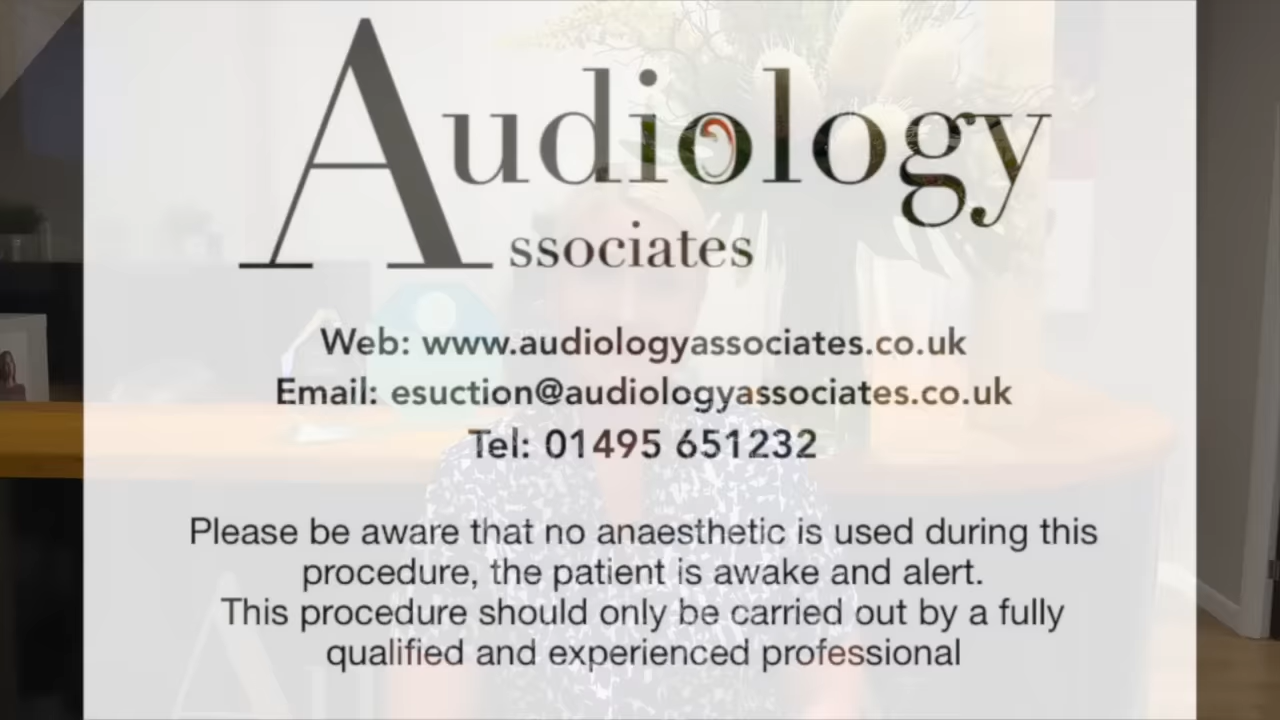 Audiology
Associates
Web: www.audiologyassociates.co.uk
Email: esuction@audiologyassociates.co.uk
Tel: 01495 651232
Please be aware that no anaesthetic is used during this
procedure, the patient is awake and alert.
This procedure should only be carried out by a fully
qualified and experienced professional